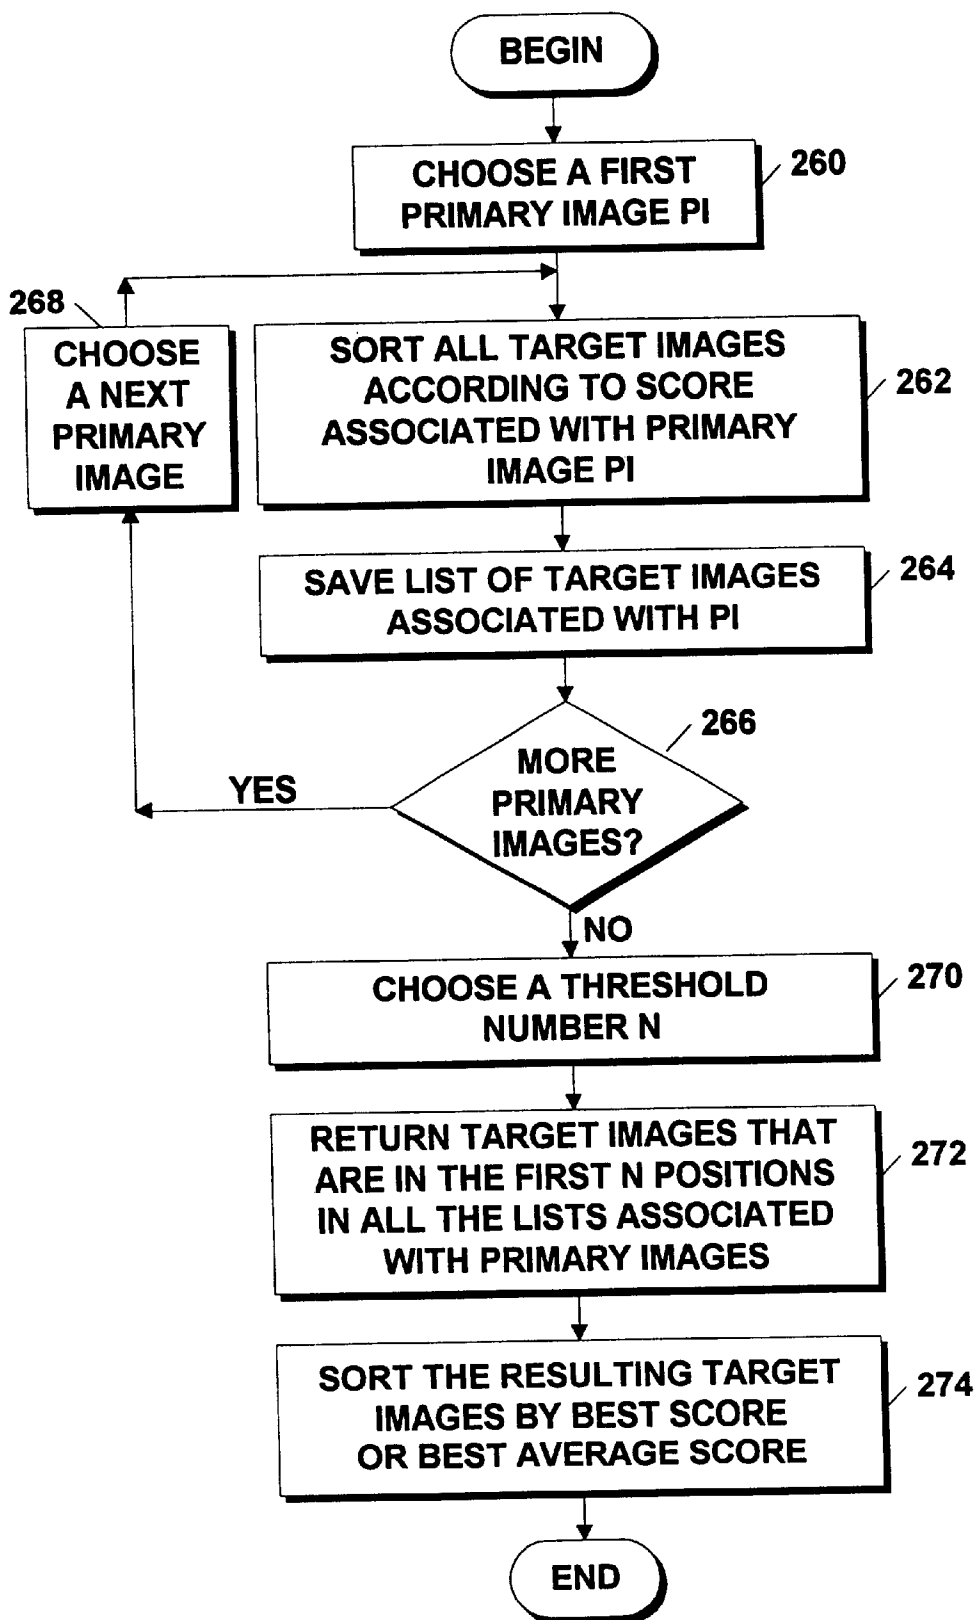 BEGIN
CHOOSE A FIRST
PRIMARY IMAGE PI
260
268
CHOOSE
A NEXT
PRIMARY
IMAGE
SORT ALL TARGET IMAGES
ACCORDING TO SCORE
ASSOCIATED WITH PRIMARY
IMAGE PI
262
SAVE LIST OF TARGET IMAGES
ASSOCIATED WITH PI
264
266
MORE
PRIMARY
IMAGES?
YES
NO
CHOOSE A THRESHOLD
NUMBER N
270
RETURN TARGET IMAGES THAT
ARE IN THE FIRST N POSITIONS
IN ALL THE LISTS ASSOCIATED
WITH PRIMARY IMAGES
272
SORT THE RESULTING TARGET
IMAGES BY BEST SCORE
OR BEST AVERAGE SCORE
274
END